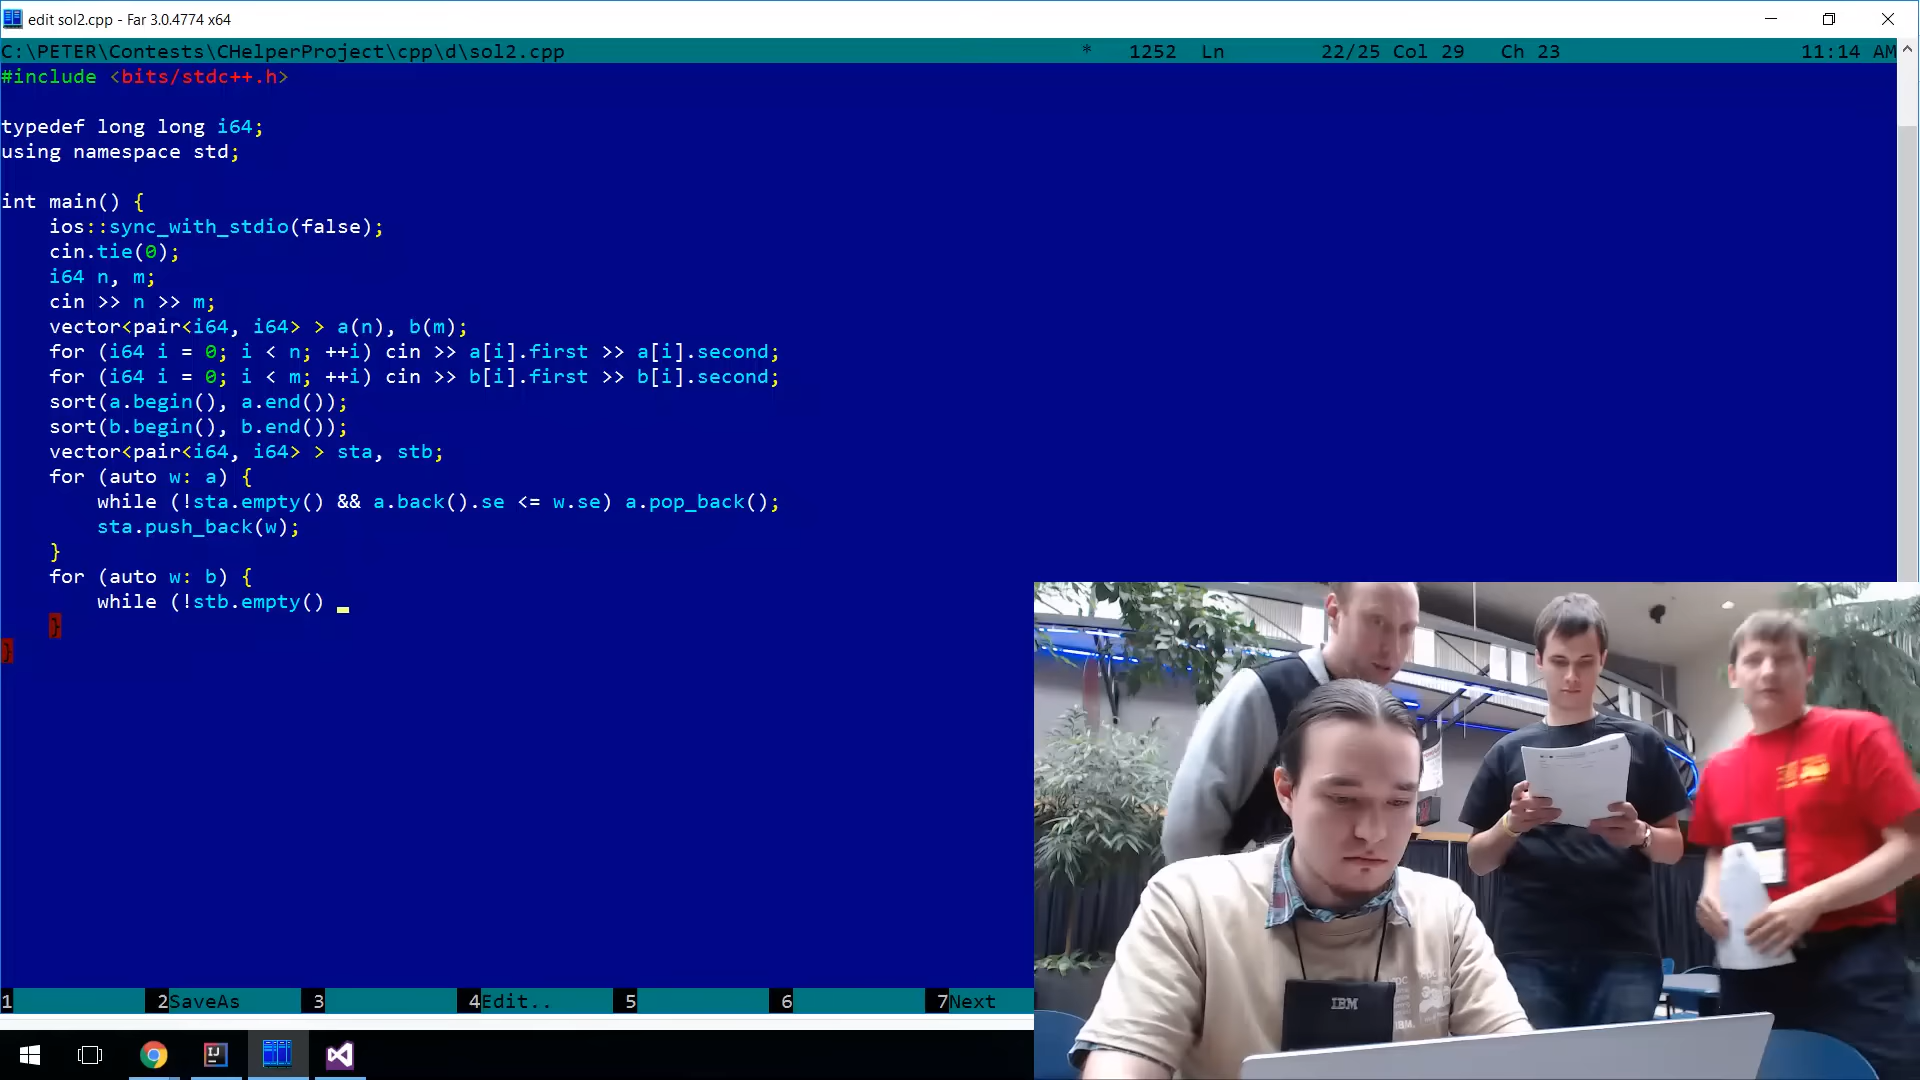 edit sol2.cpp - Far 3.0.4774 x64
C:\PETER\Contests\CHelperProject\cpp\d\sol2.cpp * 1252 Ln 22/25 Col 29 Ch 23 11:14 AM
#include <bits/stdc++.h>
typedef long long i64;
using namespace std;
int main() {
    ios::sync_with_stdio(false);
    cin.tie(0);
    i64 n, m;
    cin >> n >> m;
    vector<pair<i64, i64> > a(n), b(m);
    for (i64 i = 0; i < n; ++i) cin >> a[i].first >> a[i].second;
    for (i64 i = 0; i < m; ++i) cin >> b[i].first >> b[i].second;
    sort(a.begin(), a.end());
    sort(b.begin(), b.end());
    vector<pair<i64, i64> > sta, stb;
    for (auto w: a) {
        while (!sta.empty() && a.back().se <= w.se) a.pop_back();
        sta.push_back(w);
    }
    for (auto w: b) {
        while (!stb.empty()
    }
}
1 2SaveAs 3 4Edit.. 5 6 7Next
IBM
IBM.
IJ